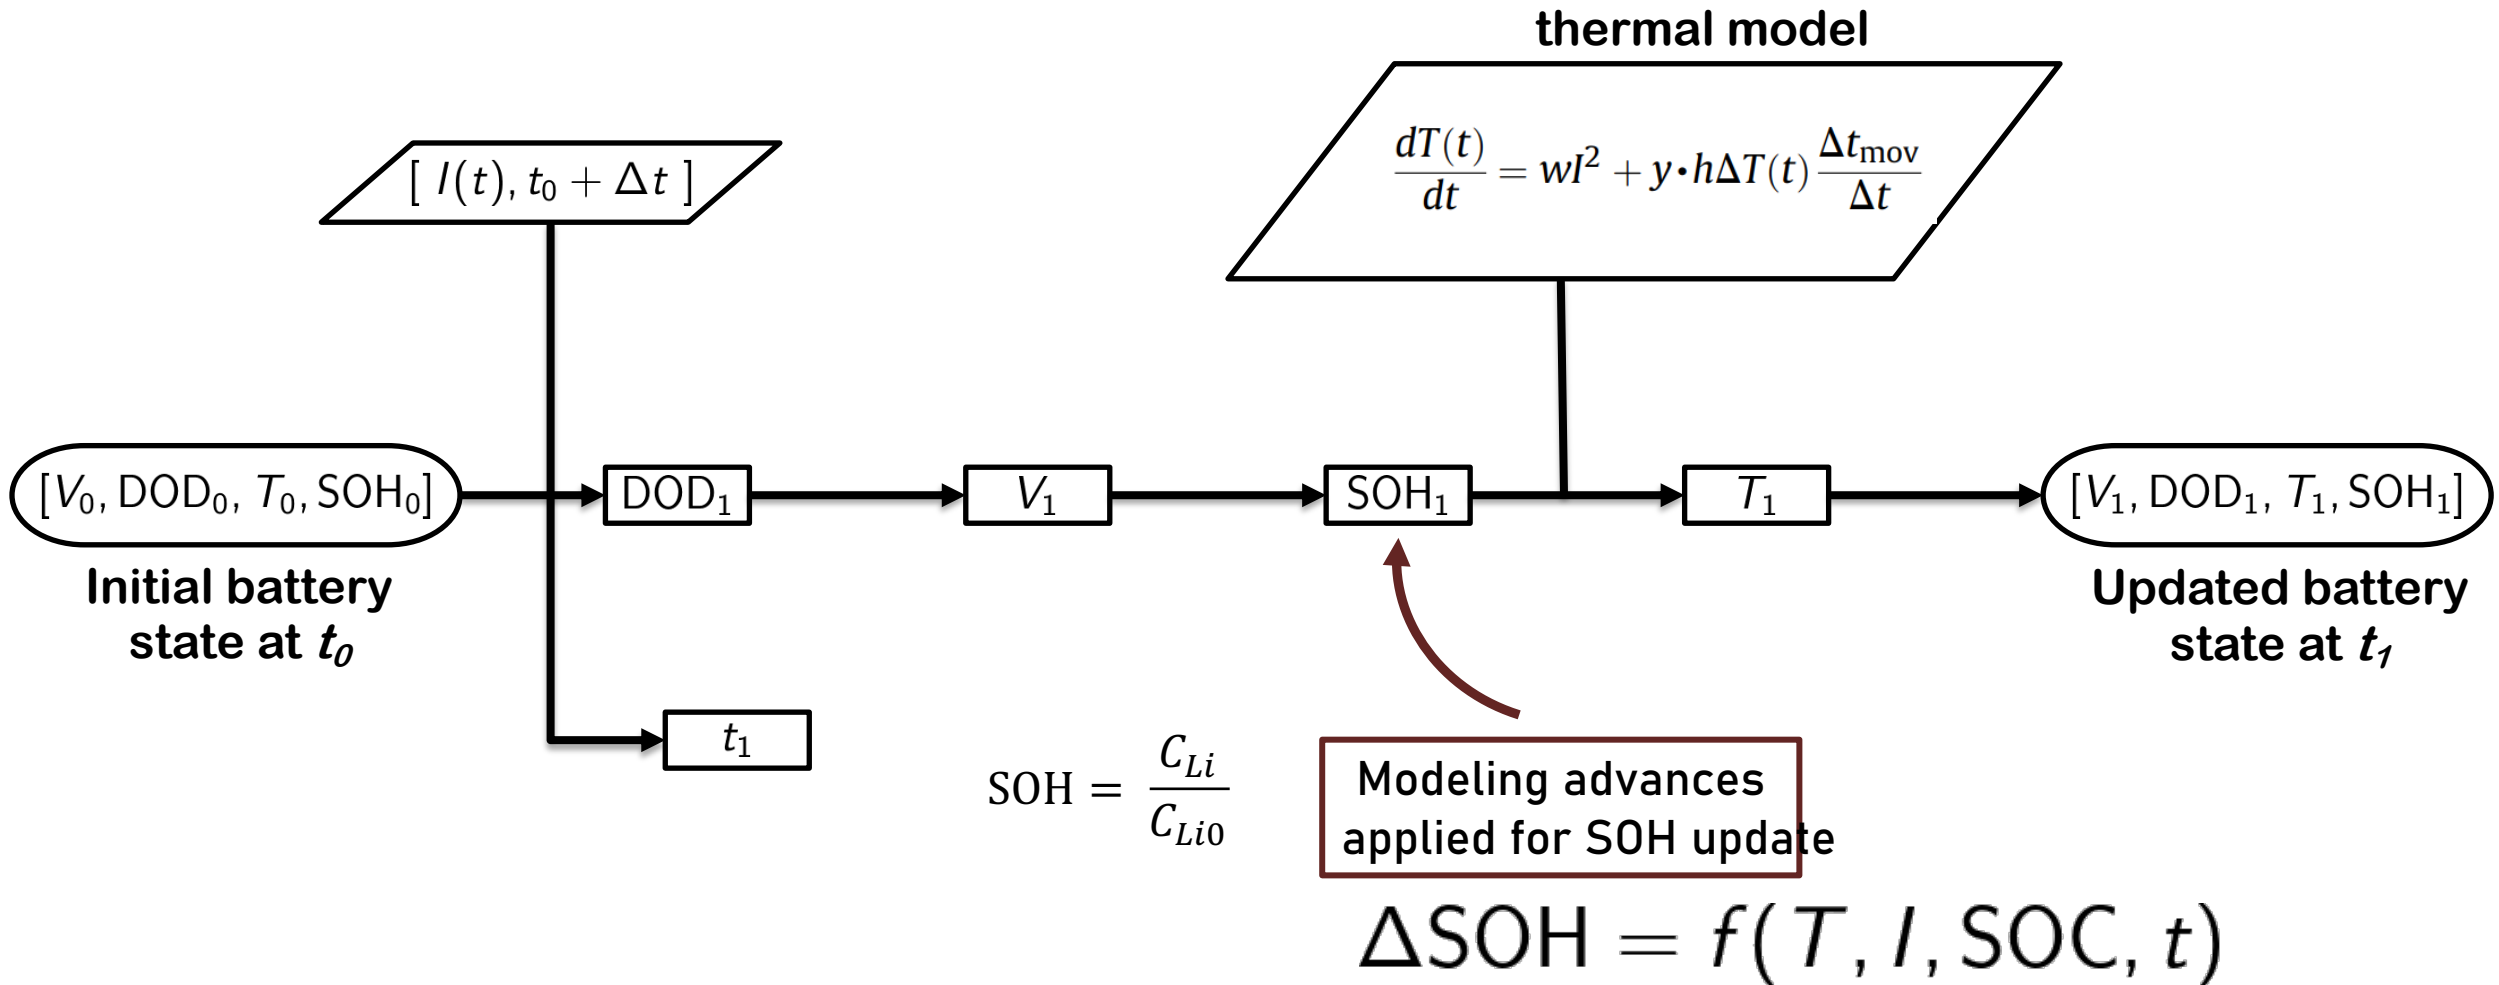 thermal model
dT(t)/dt = wI² + y•hΔT(t) Δt_mov/Δt
[ I(t), t₀ + Δt ]
[V₀, DOD₀, T₀, SOH₀]
DOD₁
V₁
SOH₁
T₁
[V₁, DOD₁, T₁, SOH₁]
Initial battery
state at t₀
Updated battery
state at t₁
t₁
SOH = C_Li/C_Li0
Modeling advances
applied for SOH update
ΔSOH = f(T, I, SOC, t)